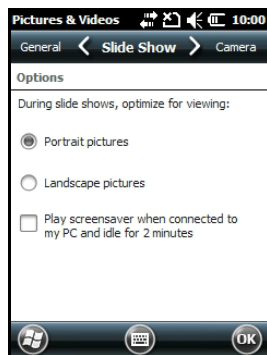 Pictures & Videos 10:00
General Slide Show Camera
Options
During slide shows, optimize for viewing:
Portrait pictures
Landscape pictures
Play screensaver when connected to
my PC and idle for 2 minutes
OK